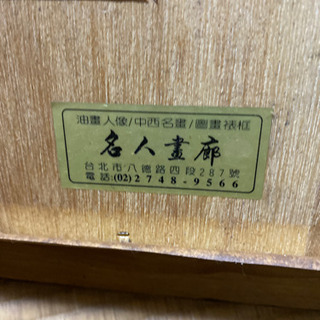 油畫人像/中西名畫/圖畫裱框
名人畫廊
台北市八德路四段287號
電話:(02)2748-9566